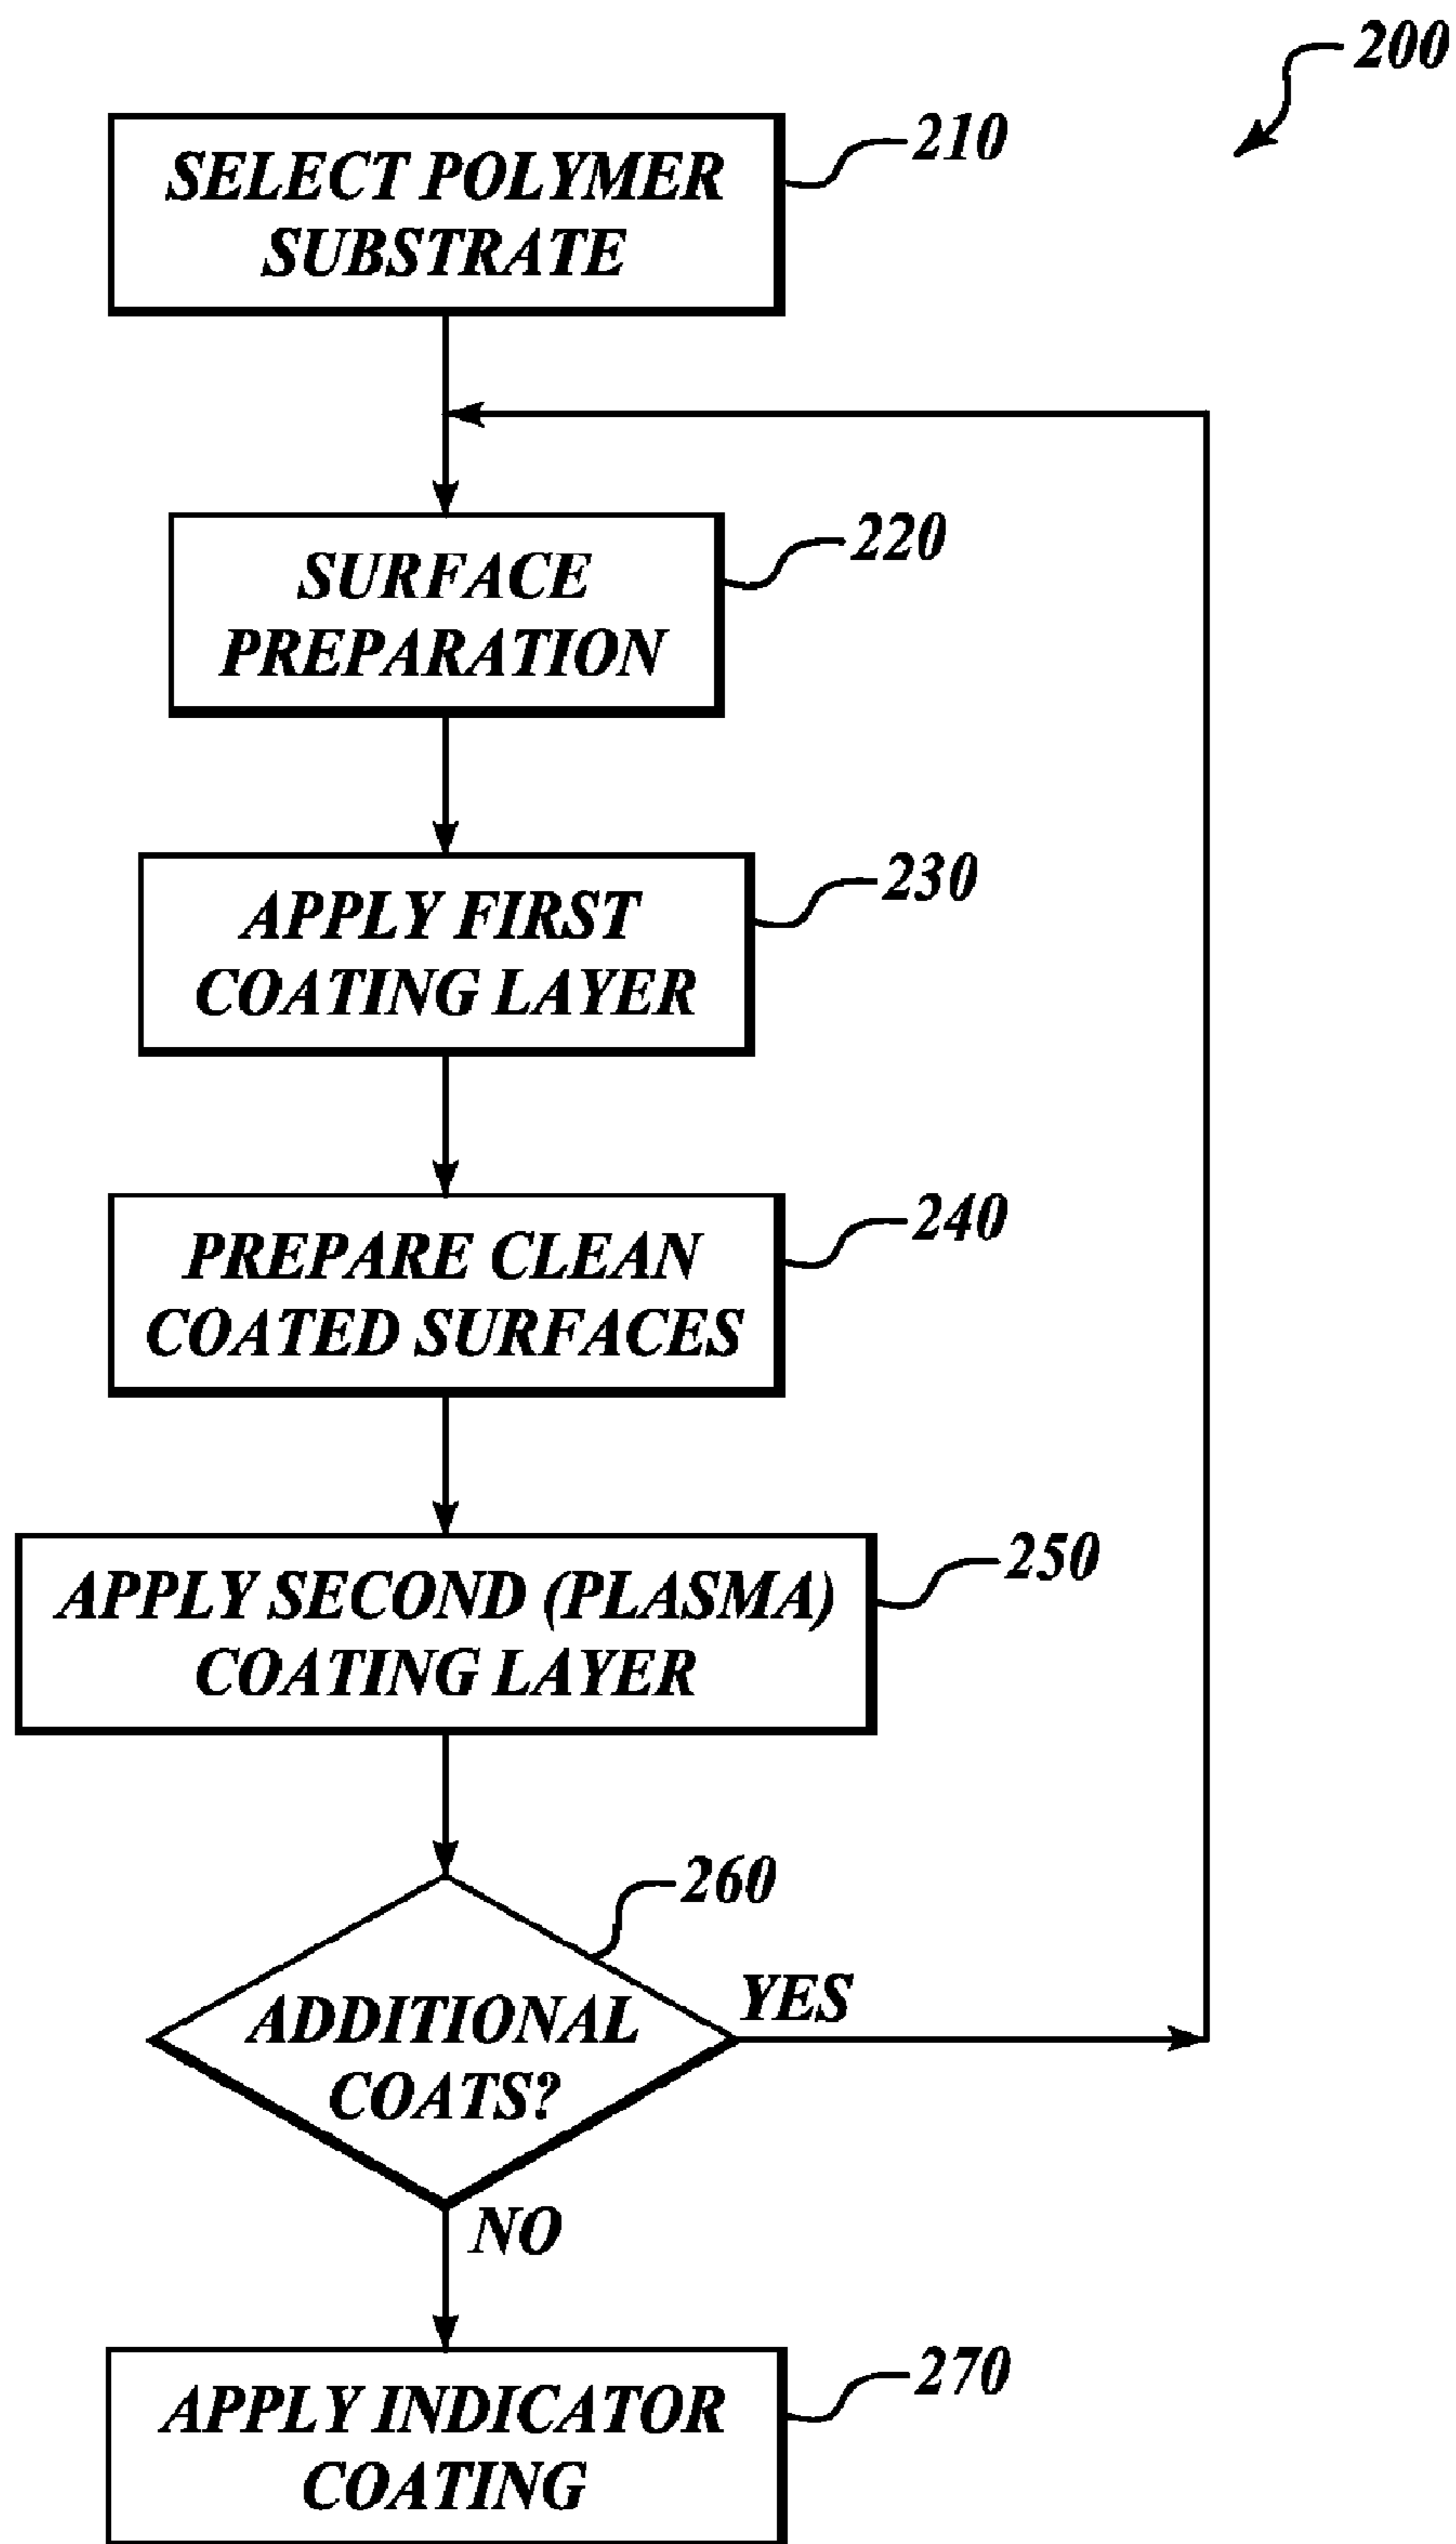 200
210
SELECT POLYMER
SUBSTRATE
220
SURFACE
PREPARATION
230
APPLY FIRST
COATING LAYER
240
PREPARE CLEAN
COATED SURFACES
250
APPLY SECOND (PLASMA)
COATING LAYER
260
ADDITIONAL
COATS?
YES
NO
270
APPLY INDICATOR
COATING